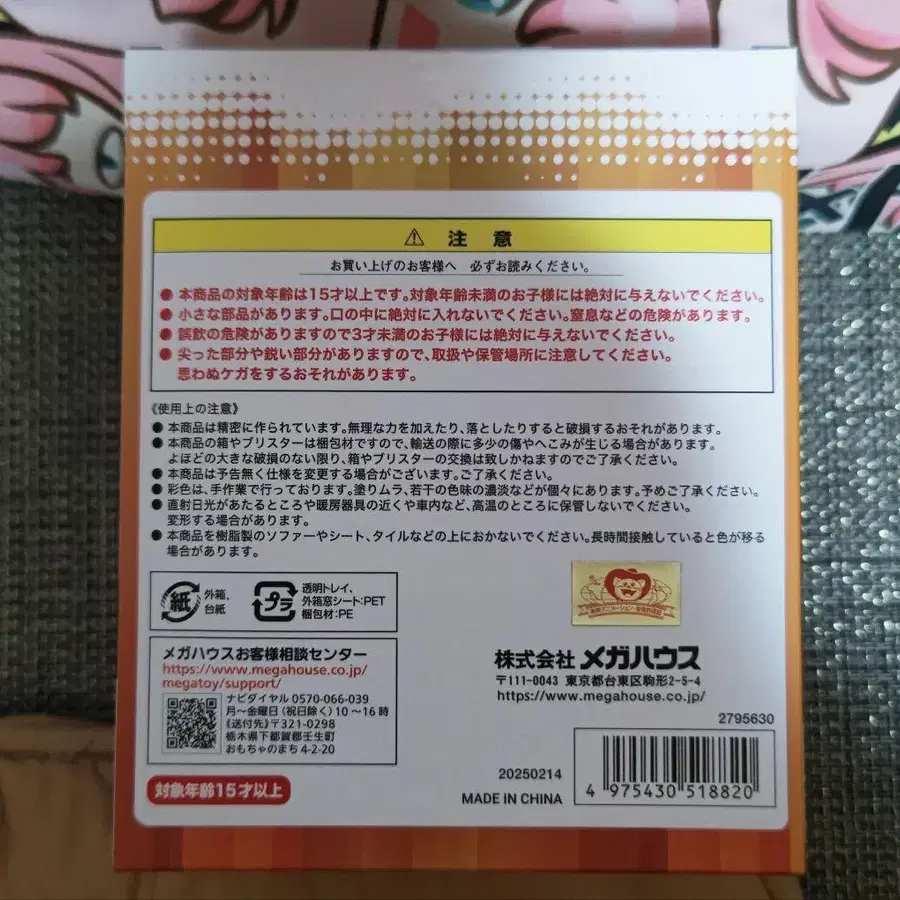 ⚠ 注 意
お買い上げのお客様へ 必ずお読みください。
● 本商品の対象年齢は15才以上です。対象年齢未満のお子様には絶対に与えないでください。
● 小さな部品があります。口の中に絶対に入れないでください。窒息などの危険があります。
● 誤飲の危険がありますので3才未満のお子様には絶対に与えないでください。
● 尖った部分や鋭い部分がありますので、取扱や保管場所に注意してください。
思わぬケガをするおそれがあります。
《使用上の注意》
● 本商品は精密に作られています。無理な力を加えたり、落としたりすると破損するおそれがあります。
● 本商品の箱やブリスターは梱包材ですので、輸送の際に多少の傷やへこみが生じる場合があります。
よほどの大きな破損のない限り、箱やブリスターの交換は致しかねますのでご了承ください。
● 本商品は予告無く仕様を変更する場合がございます。ご了承ください。
● 彩色は、手作業で行っております。塗りムラ、若干の色味の濃淡などが個々にあります。予めご了承ください。
● 直射日光があたるところや暖房器具の近くや車内など、高温のところに保管しないでください。
変形する場合があります。
● 本商品を樹脂製のソファーやシート、タイルなどの上におかないでください。長時間接触していると色が移る
場合があります。
紙
外箱、
台紙
プラ
透明トレイ、
外箱窓シート:PET
梱包材:PE
メガハウスお客様相談センター
https://www.megahouse.co.jp/
megatoy/support/
ナビダイヤル 0570-066-039
月～金曜日(祝日除く)10～16時
《送付先》〒321-0298
栃木県下都賀郡壬生町
おもちゃのまち4-2-20
対象年齢15才以上
株式会社 メガハウス
〒111-0043 東京都台東区駒形2-5-4
https://www.megahouse.co.jp/
2795630
20250214
MADE IN CHINA
4 975430 518820